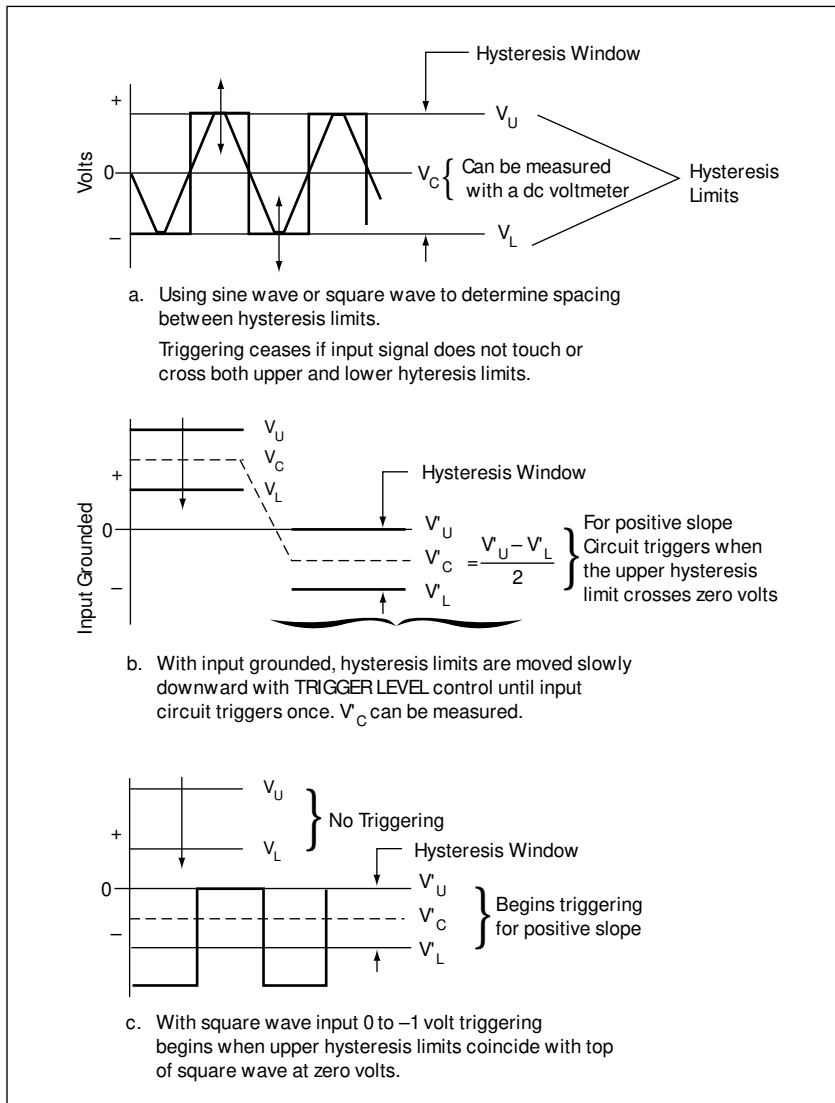 Hysteresis Window
+
V_U
0
Volts
V_C { Can be measured
with a dc voltmeter
Hysteresis
Limits
–
V_L
a. Using sine wave or square wave to determine spacing
between hysteresis limits.
Triggering ceases if input signal does not touch or
cross both upper and lower hyteresis limits.
V_U
V_C
+
V_L
Hysteresis Window
Input Grounded
0
V'_U
V'_C = V'_U – V'_L / 2
–
V'_L
} For positive slope
Circuit triggers when
the upper hysteresis
limit crosses zero volts
b. With input grounded, hysteresis limits are moved slowly
downward with TRIGGER LEVEL control until input
circuit triggers once. V'_C can be measured.
V_U
+
} No Triggering
V_L
Hysteresis Window
0
V'_U
V'_C
–
V'_L
} Begins triggering
for positive slope
c. With square wave input 0 to –1 volt triggering
begins when upper hysteresis limits coincide with top
of square wave at zero volts.